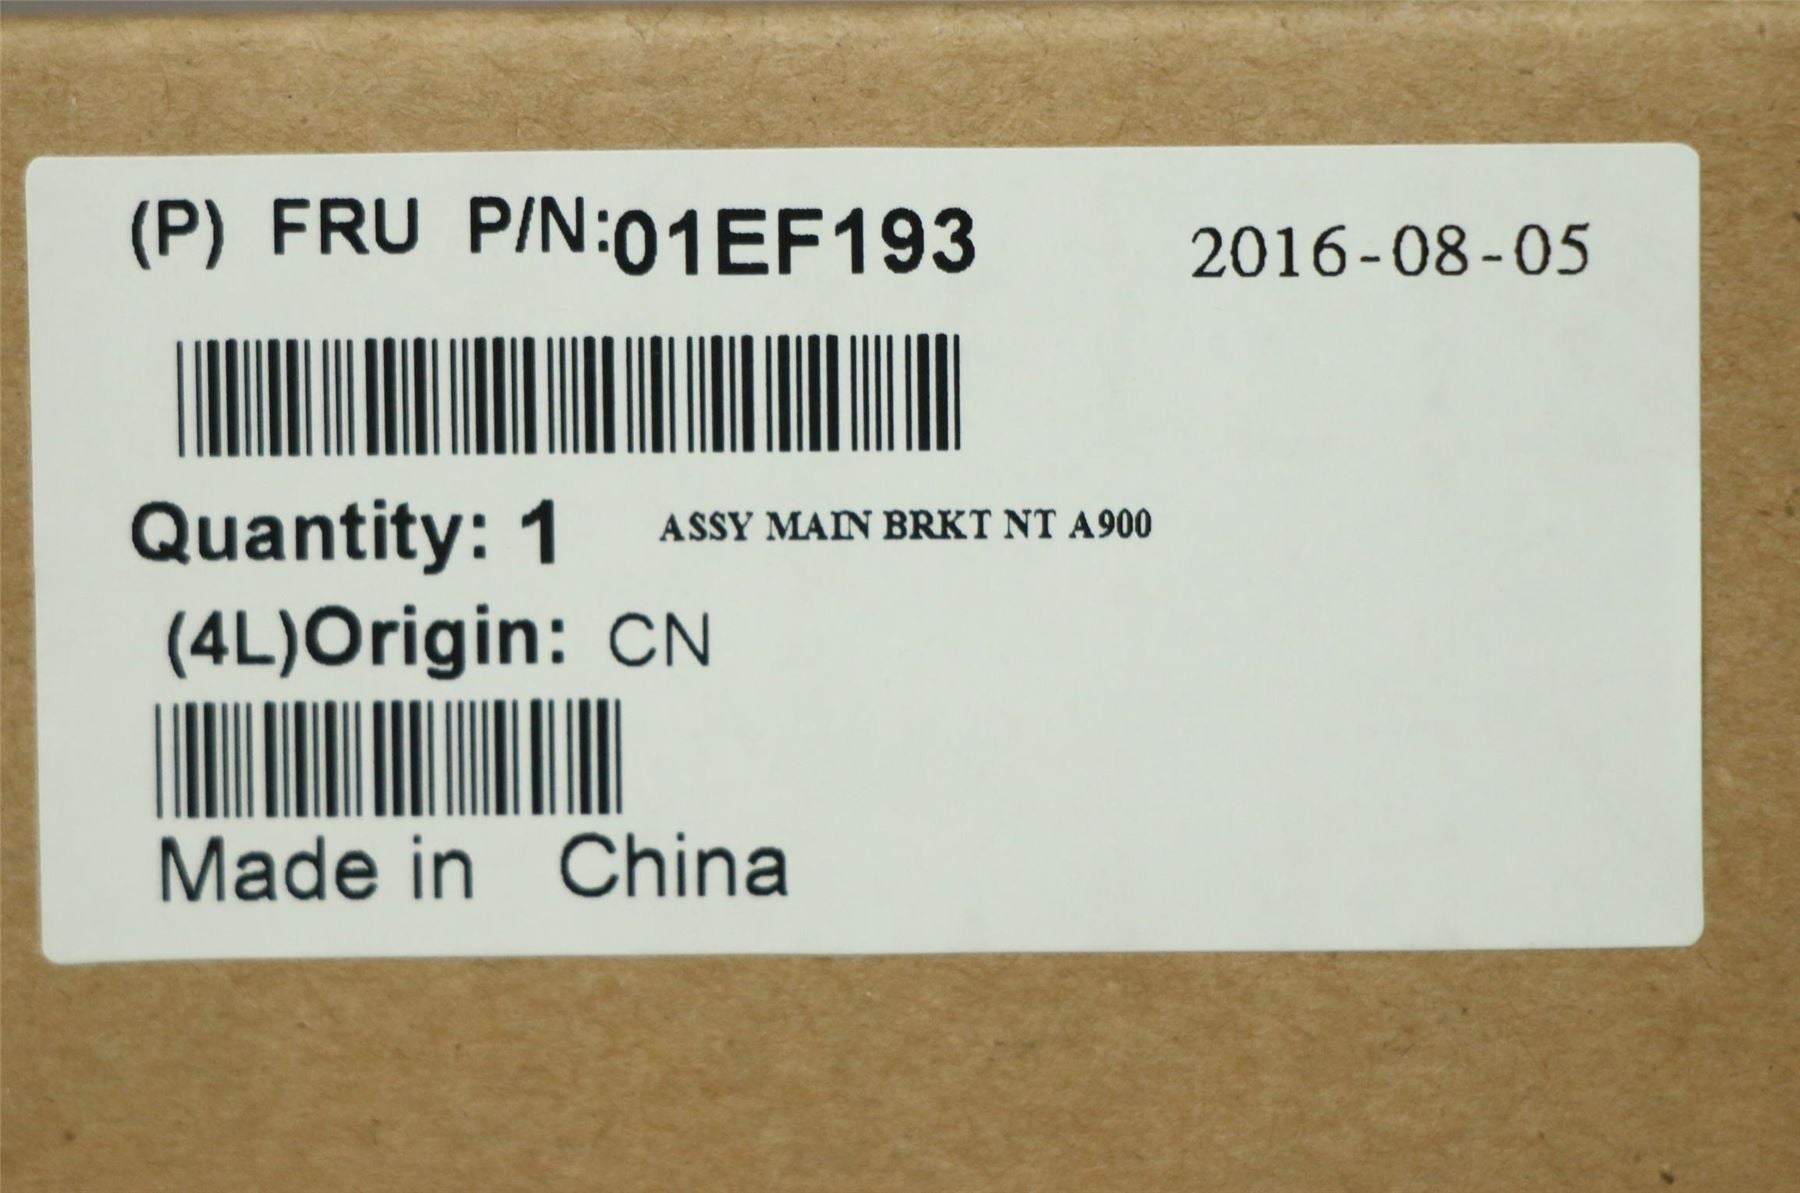 (P) FRU P/N:01EF193 2016-08-05
Quantity: 1 ASSY MAIN BRKT NT A900
(4L)Origin: CN
Made in China